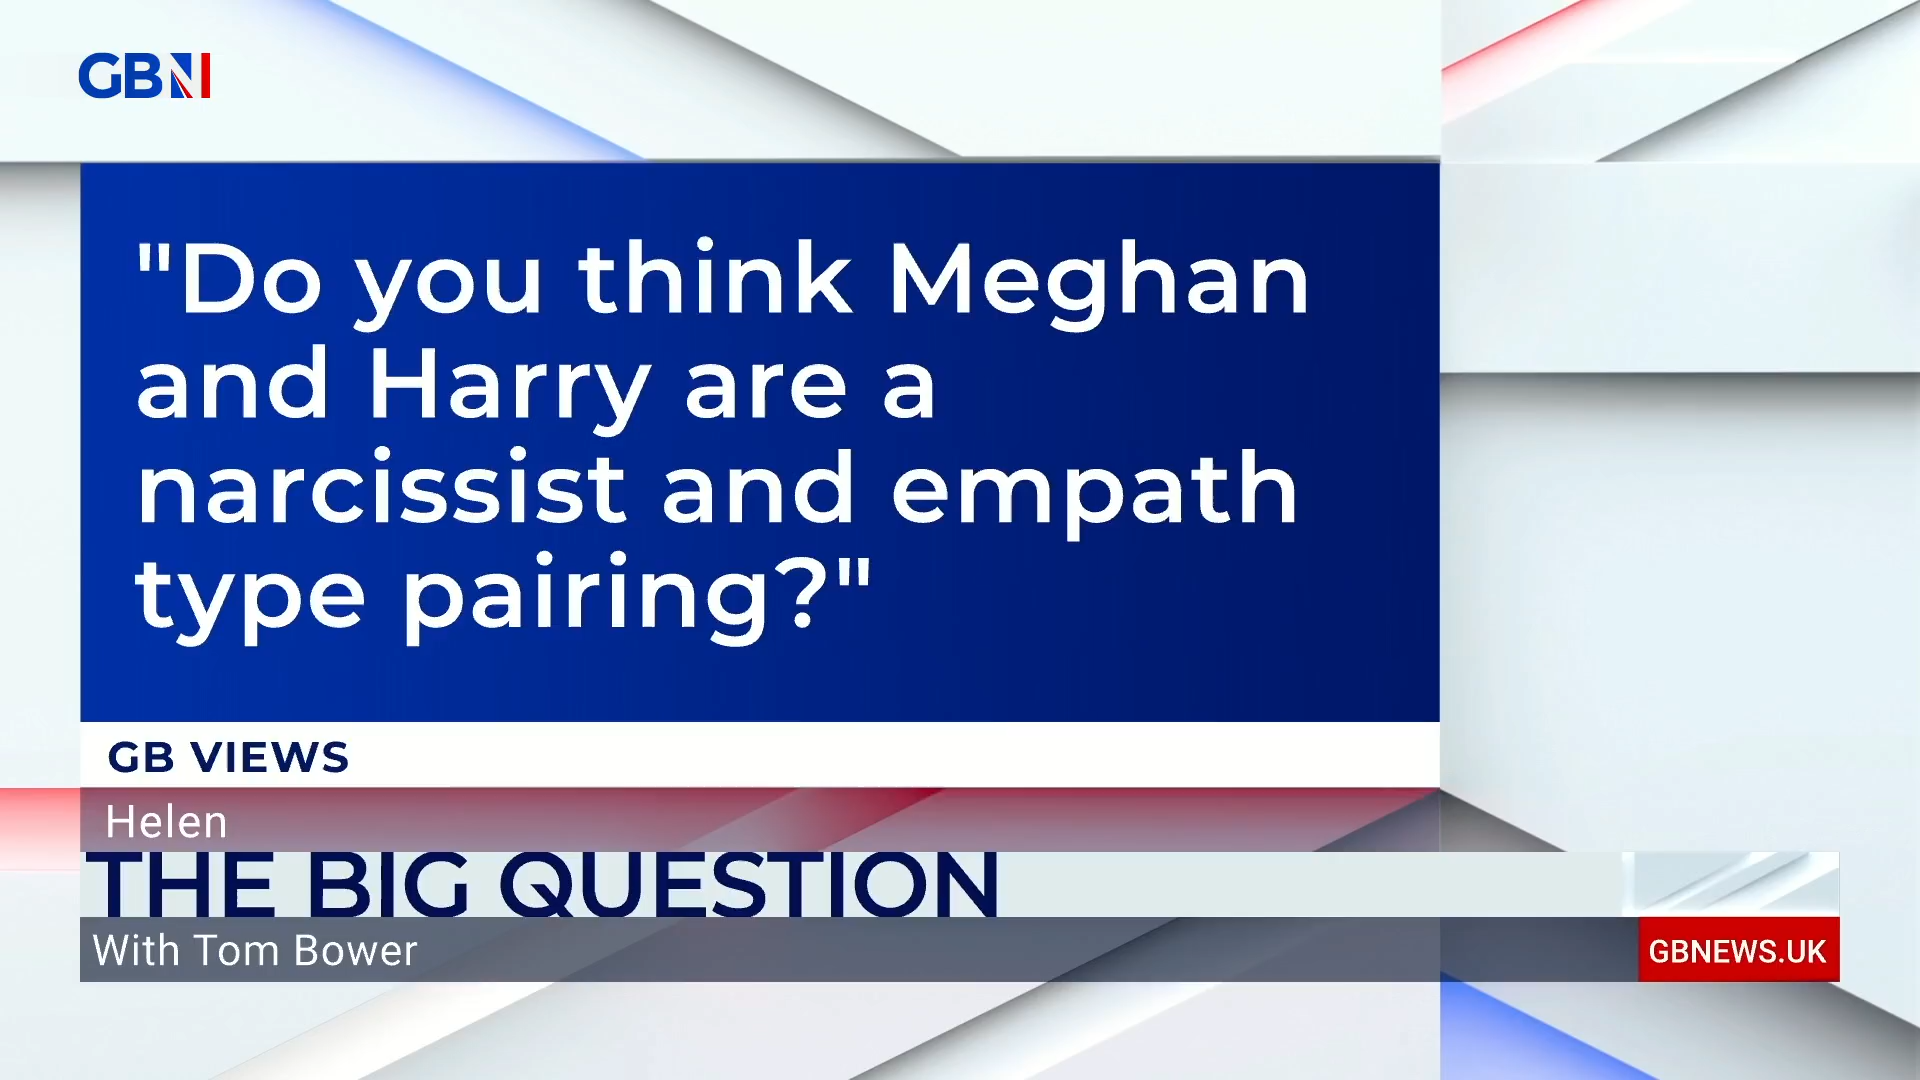 GBN
"Do you think Meghan
and Harry are a
narcissist and empath
type pairing?"
GB VIEWS
Helen
THE BIG QUESTION
With Tom Bower
GBNEWS.UK